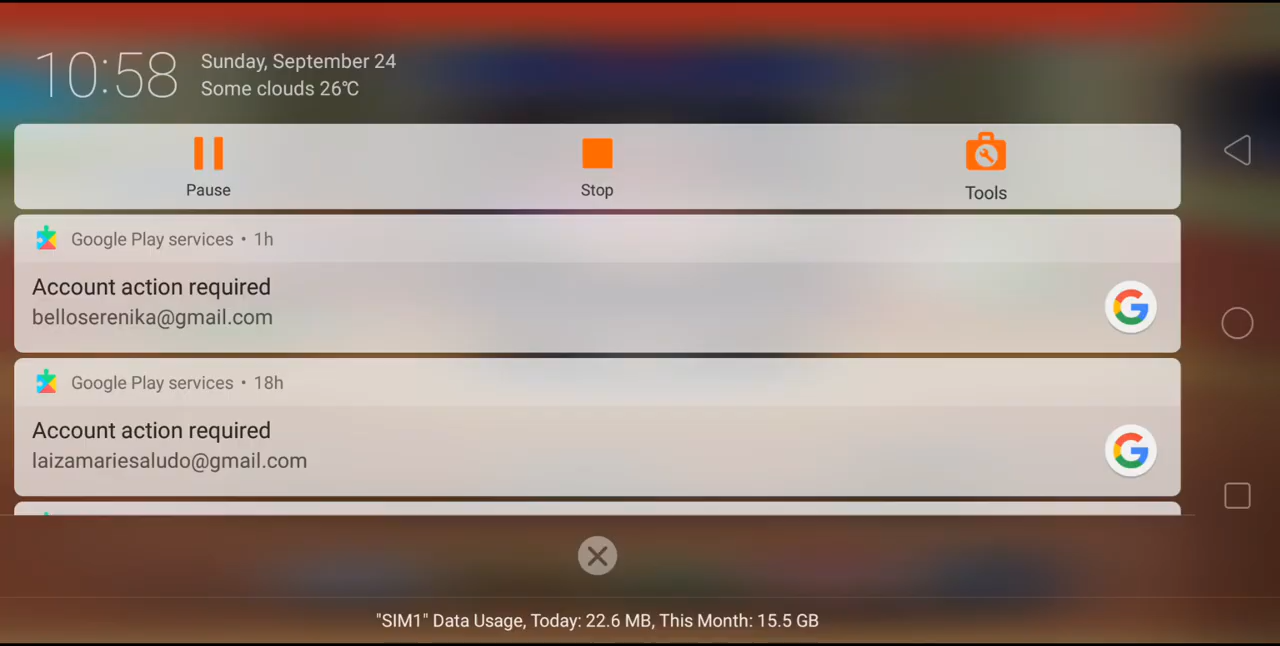 10:58
Sunday, September 24
Some clouds 26℃
Pause
Stop
Tools
Google Play services • 1h
Account action required
belloserenika@gmail.com
Google Play services • 18h
Account action required
laizamariesaludo@gmail.com
"SIM1" Data Usage, Today: 22.6 MB, This Month: 15.5 GB